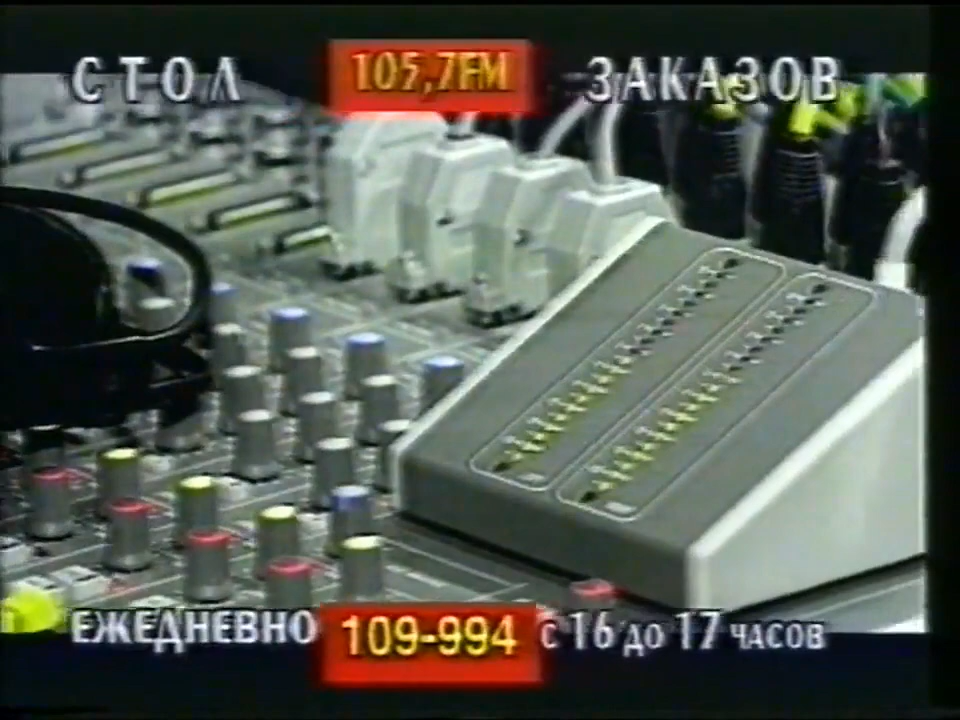 СТОЛ 105,7FM ЗАКАЗОВ
ЕЖЕДНЕВНО 109-994 С 16 ДО 17 ЧАСОВ